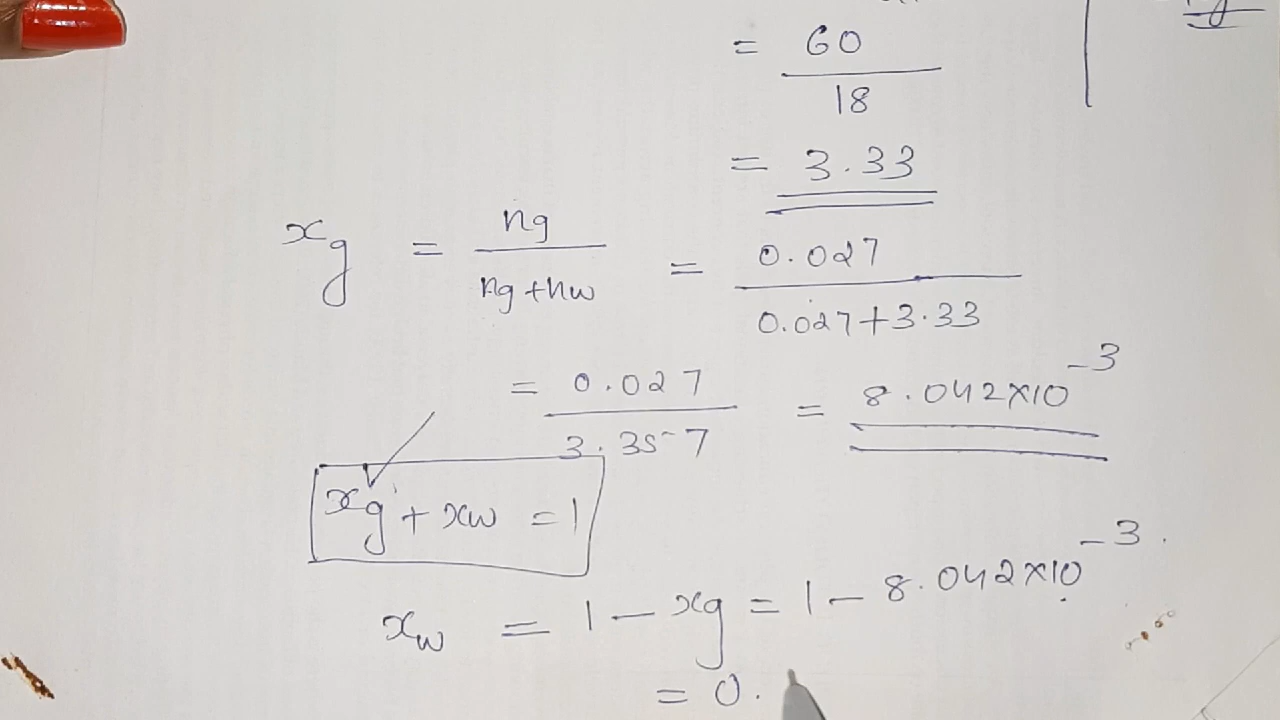 = 60
18
= 3.33
xg = ng / ng+nw = 0.027 / 0.027+3.33
= 0.027 / 3.357 = 8.042×10⁻³
xg + xw = 1
xw = 1 – xg = 1 – 8.042×10⁻³
= 0.